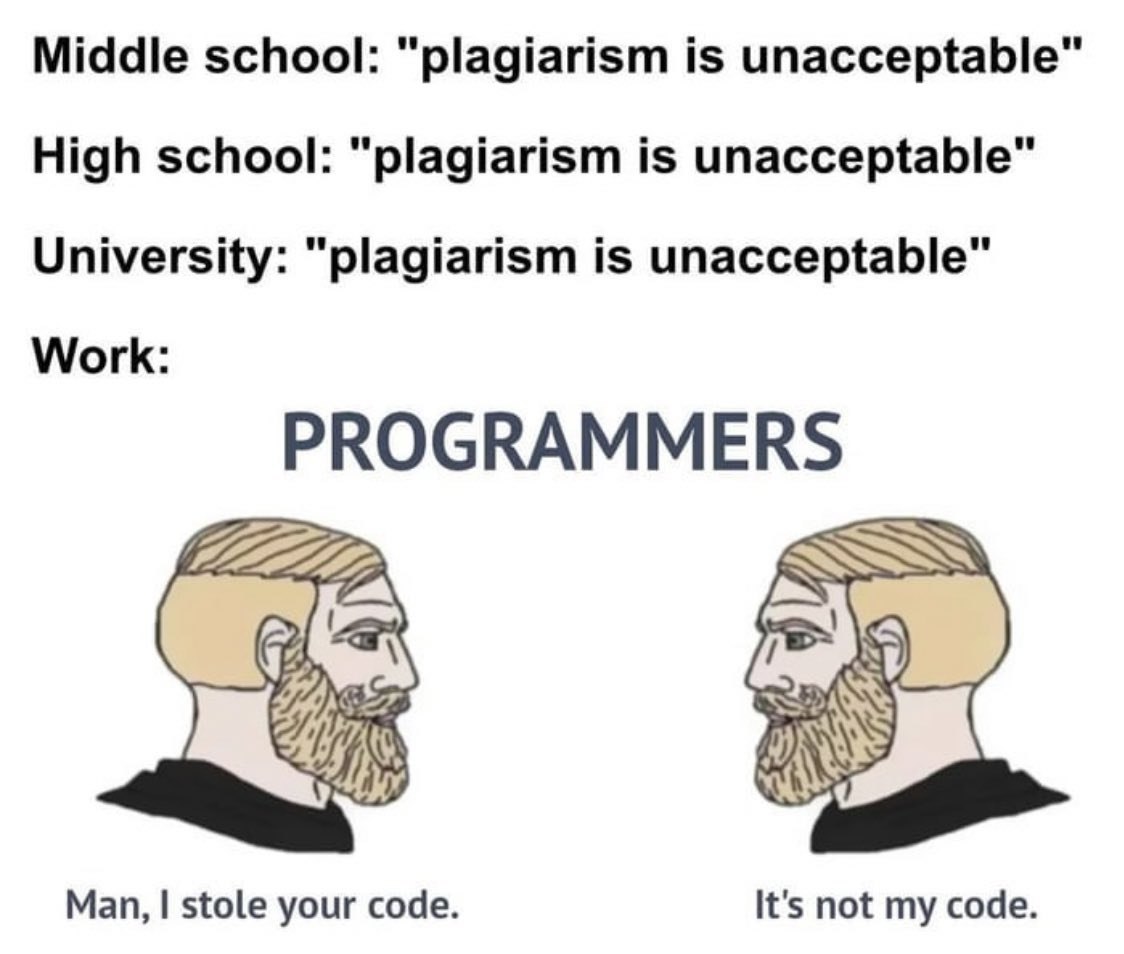 Middle school: "plagiarism is unacceptable"
High school: "plagiarism is unacceptable"
University: "plagiarism is unacceptable"
Work:
PROGRAMMERS
Man, I stole your code.
It's not my code.